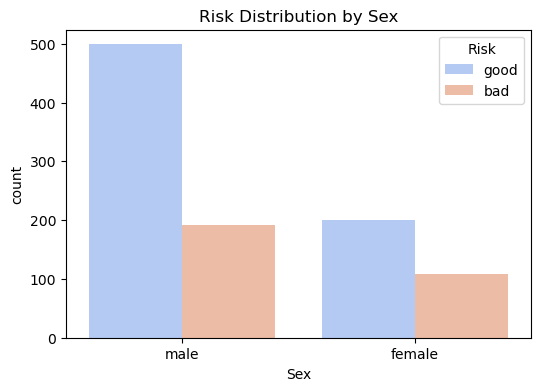 Risk Distribution by Sex
Risk
good
bad
500
400
300
200
100
0
count
male
female
Sex